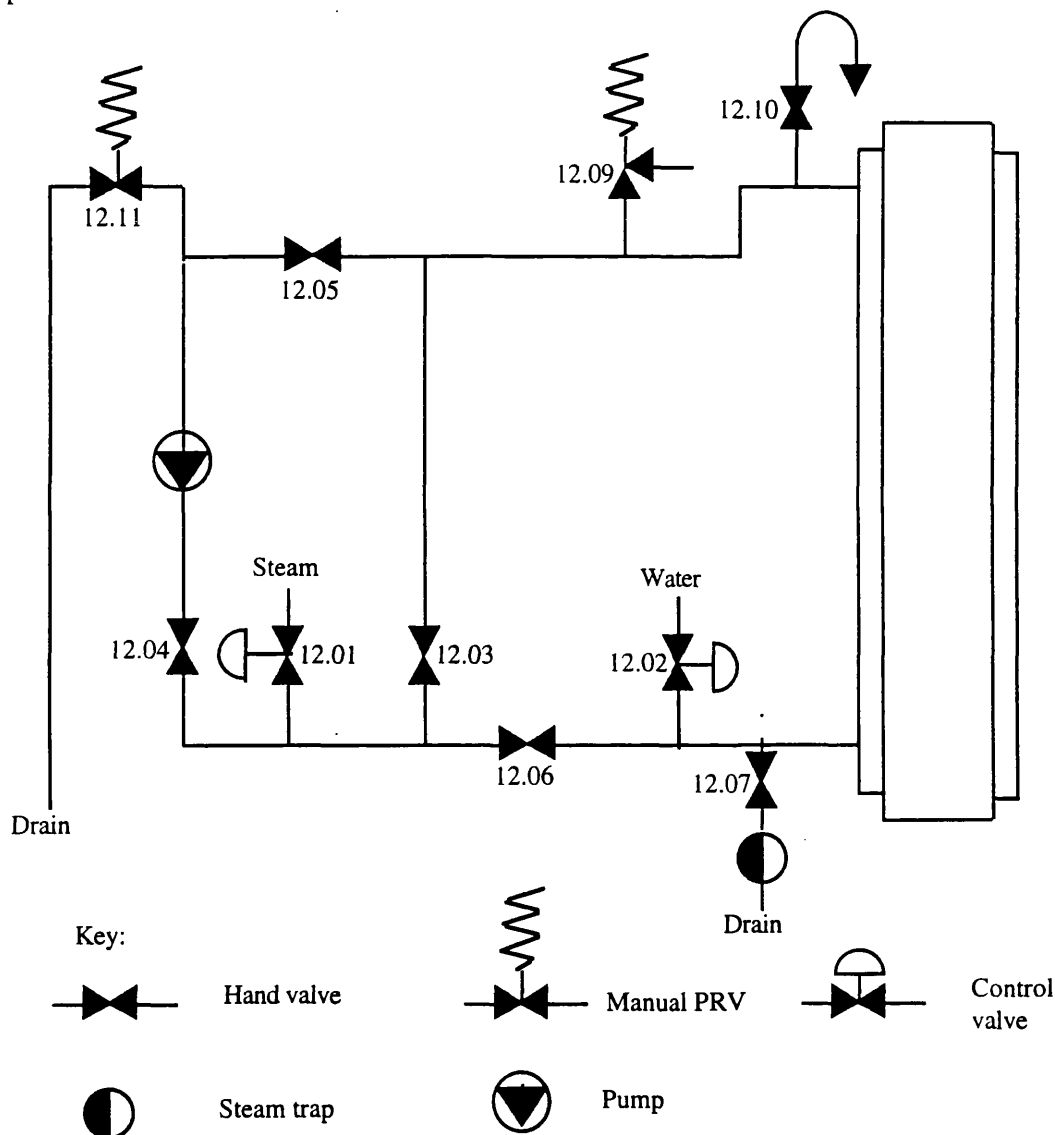 12.10
12.09
12.11
12.05
Steam
Water
12.04
12.01
12.03
12.02
12.06
12.07
Drain
Drain
Key:
Hand valve
Manual PRV
Control
valve
Steam trap
Pump